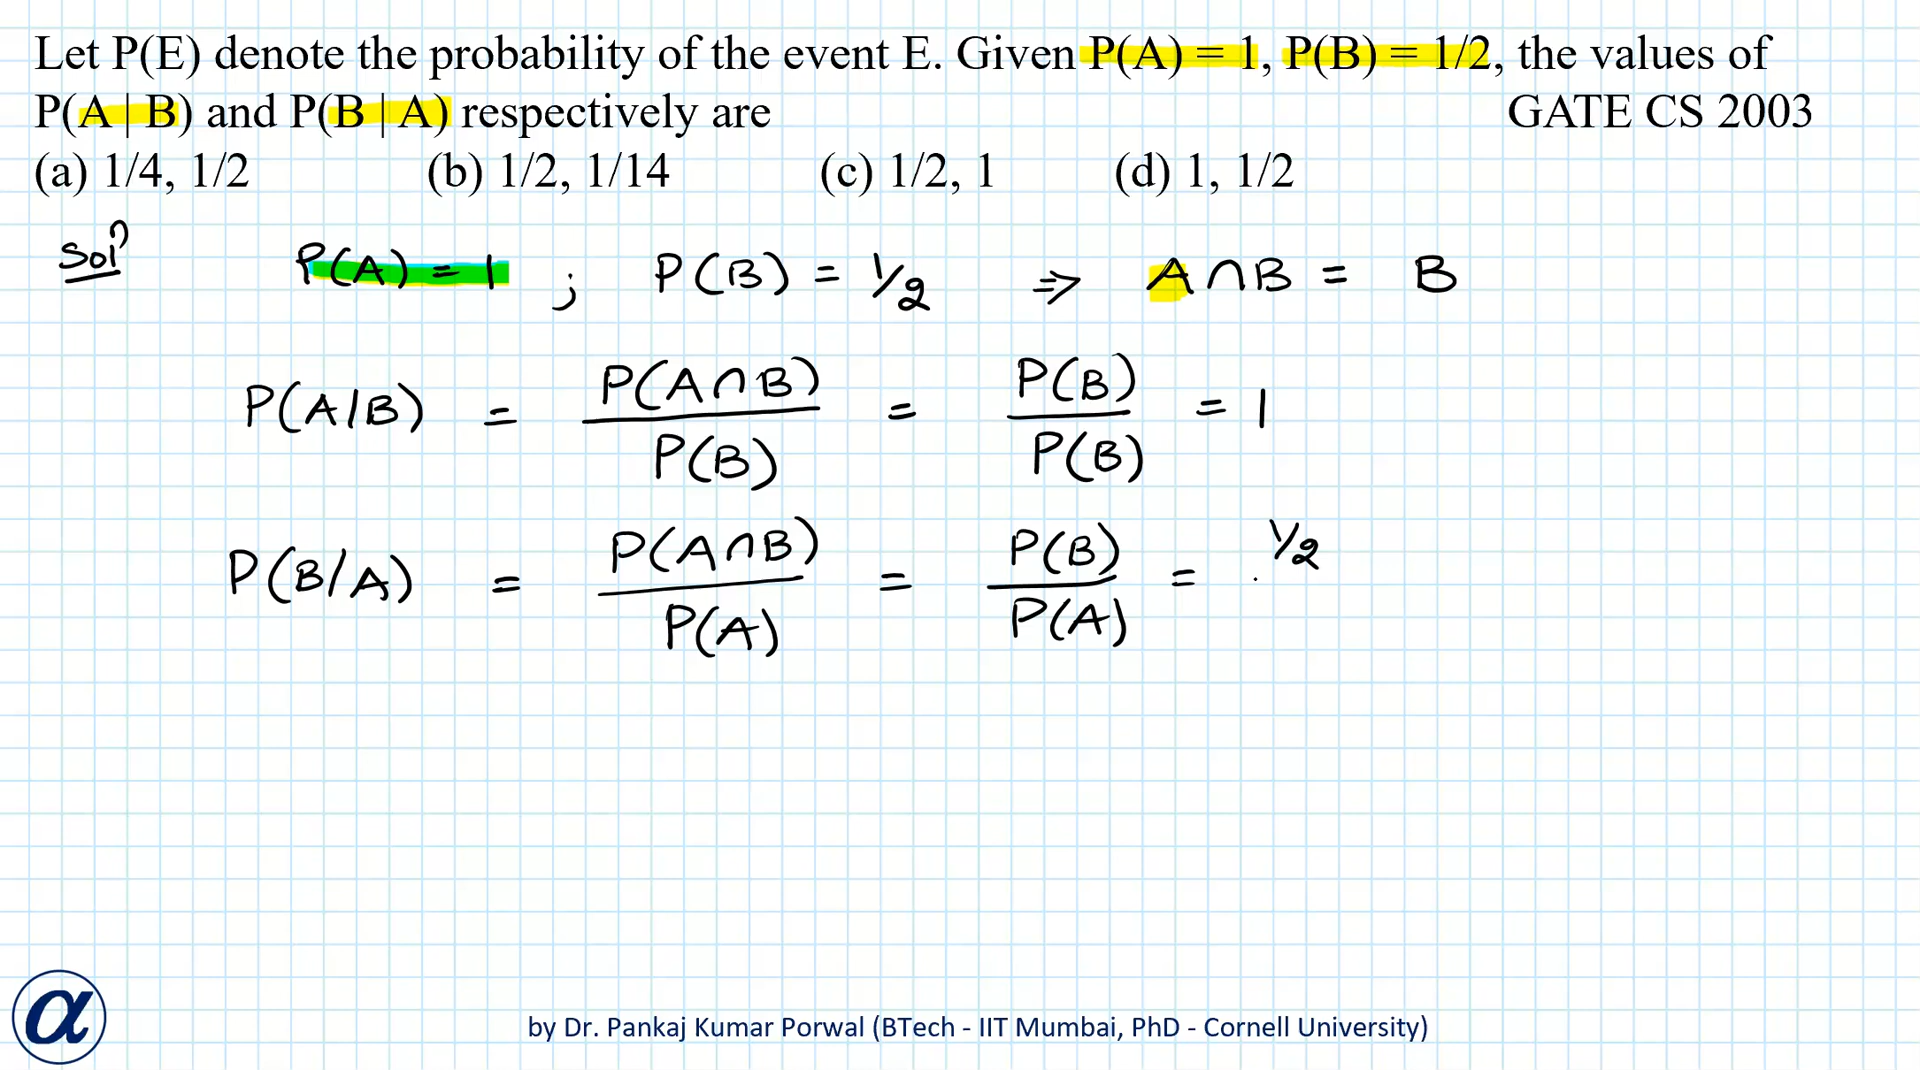 Let P(E) denote the probability of the event E. Given P(A) = 1, P(B) = 1/2, the values of
P(A | B) and P(B | A) respectively are GATE CS 2003
(a) 1/4, 1/2 (b) 1/2, 1/14 (c) 1/2, 1 (d) 1, 1/2
Solⁿ P(A) = 1 ; P(B) = 1/2 ⇒ A ∩ B = B
P(A/B) = P(A∩B) / P(B) = P(B) / P(B) = 1
P(B/A) = P(A∩B) / P(A) = P(B) / P(A) = 1/2
α
by Dr. Pankaj Kumar Porwal (BTech - IIT Mumbai, PhD - Cornell University)